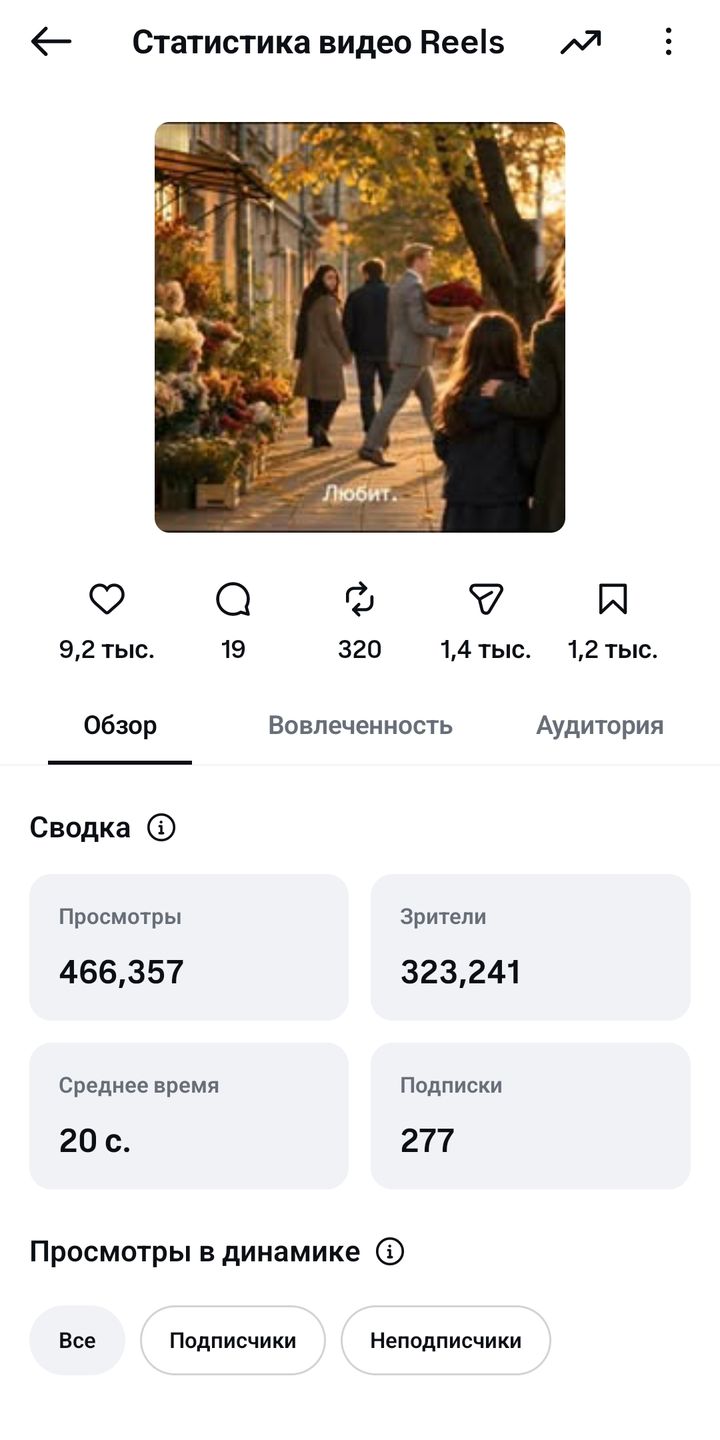 Статистика видео Reels
Любит.
9,2 тыс. 19 320 1,4 тыс. 1,2 тыс.
Обзор Вовлеченность Аудитория
Сводка
Просмотры Зрители
466,357 323,241
Среднее время Подписки
20 с. 277
Просмотры в динамике
Все Подписчики Неподписчики